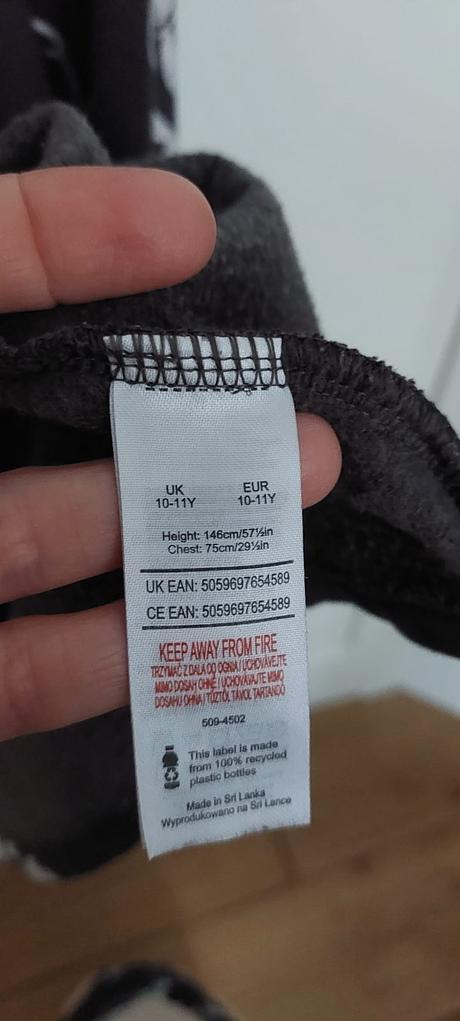 UK EUR
10-11Y 10-11Y
Height: 146cm/57½in
Chest: 75cm/29½in
UK EAN: 5059697654589
CE EAN: 5059697654589
KEEP AWAY FROM FIRE
TRZYMAĆ Z DALA OD OGNIA / UCHOVÁVEJTE
MIMO DOSAH OHNĚ / UCHOVÁVAJTE MIMO
DOSAHU OHŇA / TŰZTŐL TÁVOL TARTANDÓ
509-4502
This label is made
from 100% recycled
plastic bottles
Made in Sri Lanka
Wyprodukowano na Sri Lance